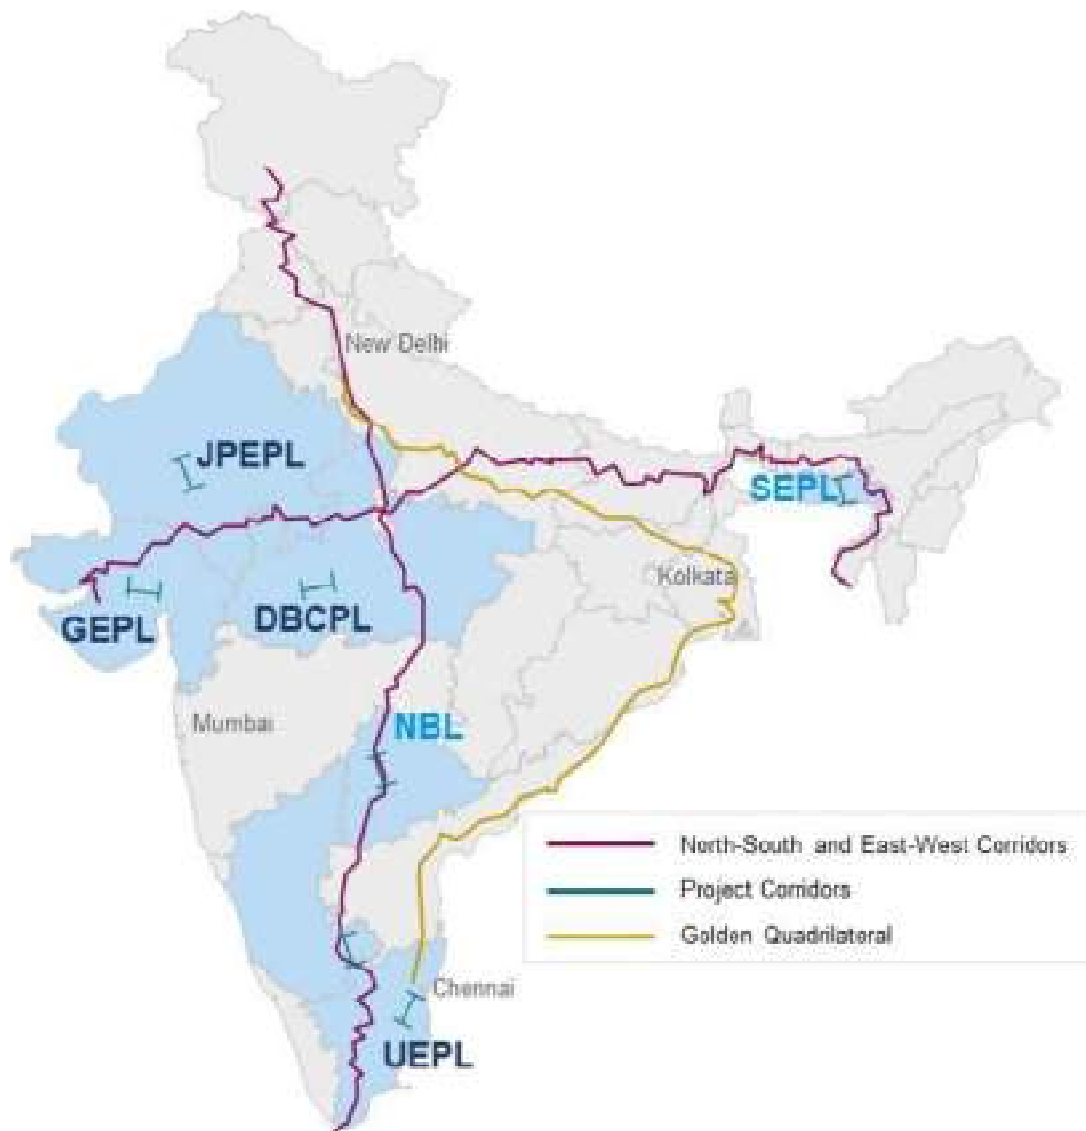 New Delhi
JPEPL
SEPL
Kolkata
GEPL
DBCPL
NBL
Mumbai
North-South and East-West Corridors
Project Corridors
Golden Quadrilateral
Chennai
UEPL